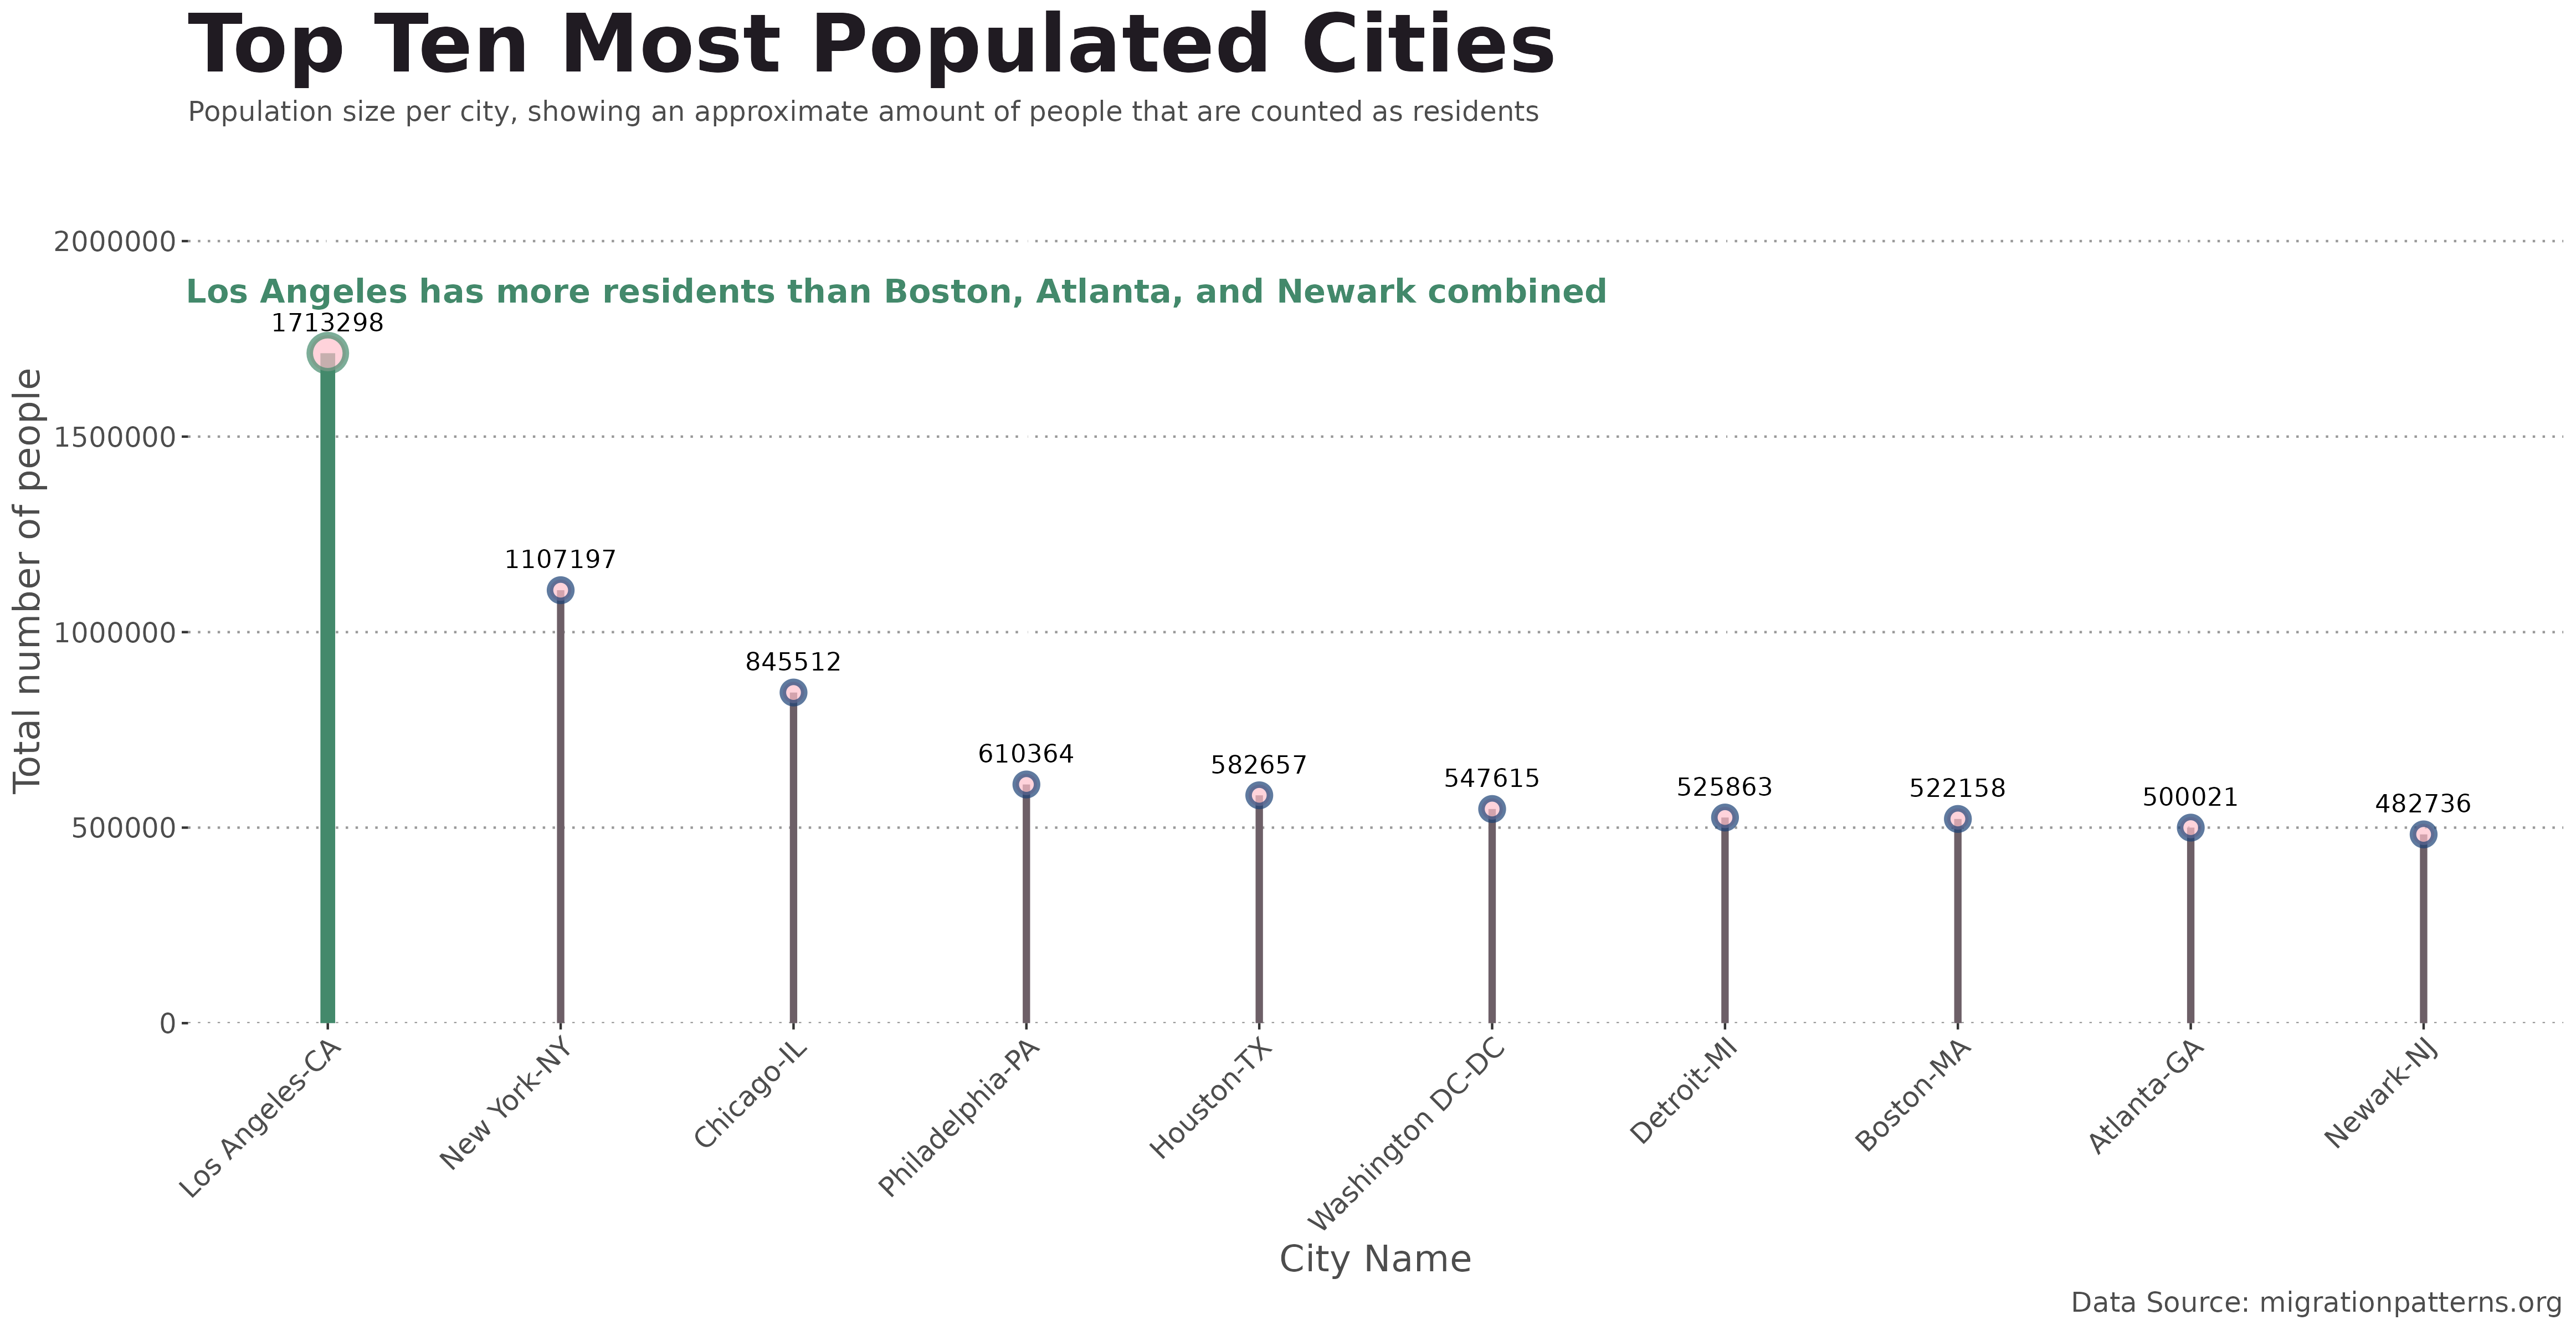 Top Ten Most Populated Cities
Population size per city, showing an approximate amount of people that are counted as residents
Total number of people
2000000
1500000
1000000
500000
0
Los Angeles has more residents than Boston, Atlanta, and Newark combined
1713298
1107197
845512
610364
582657
547615
525863
522158
500021
482736
Los Angeles-CA
New York-NY
Chicago-IL
Philadelphia-PA
Houston-TX
Washington DC-DC
Detroit-MI
Boston-MA
Atlanta-GA
Newark-NJ
City Name
Data Source: migrationpatterns.org